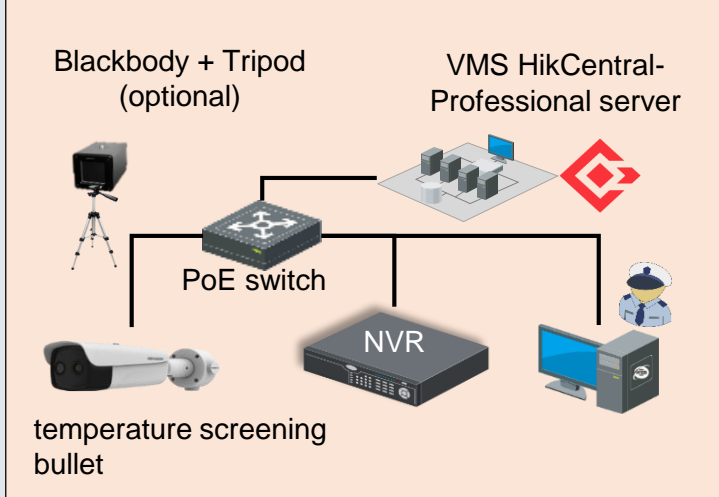 Blackbody + Tripod
(optional)
VMS HikCentral-
Professional server
PoE switch
NVR
temperature screening
bullet